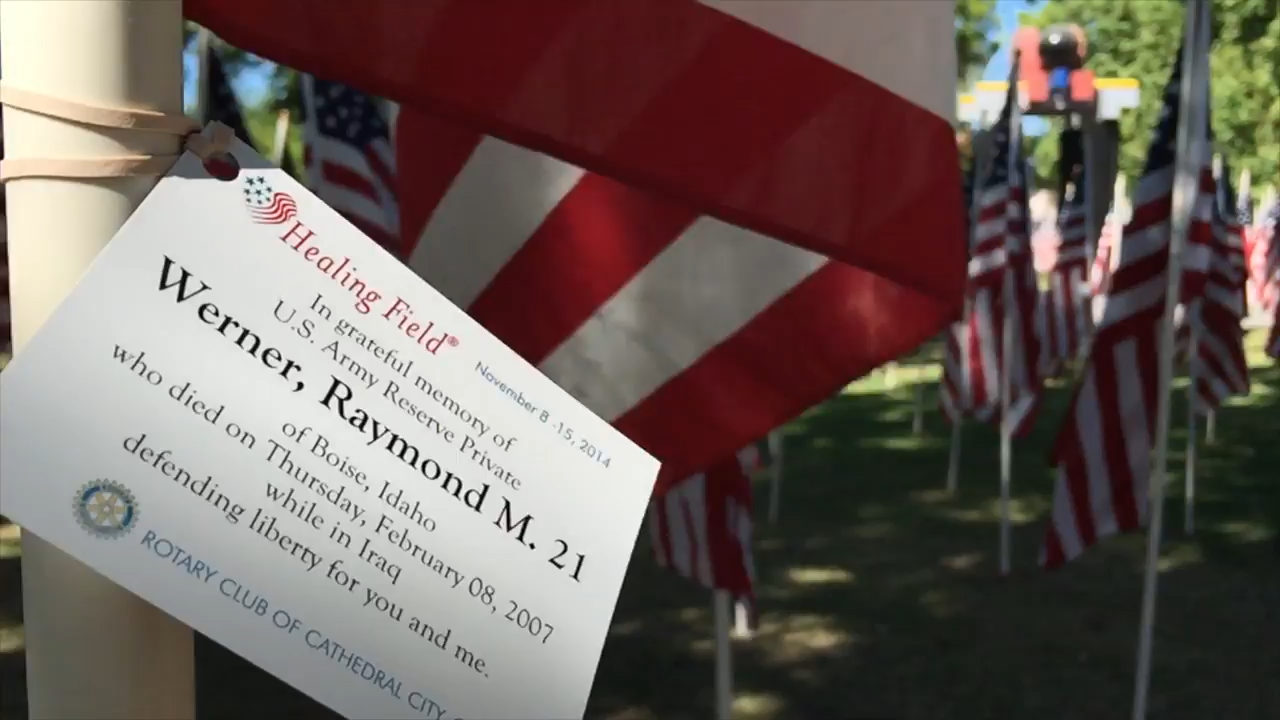 Healing Field®
November 8 -15, 2014
In grateful memory of
U.S. Army Reserve Private
Werner, Raymond M. 21
of Boise, Idaho
who died on Thursday, February 08, 2007
while in Iraq
defending liberty for you and me.
ROTARY CLUB OF CATHEDRAL CITY,